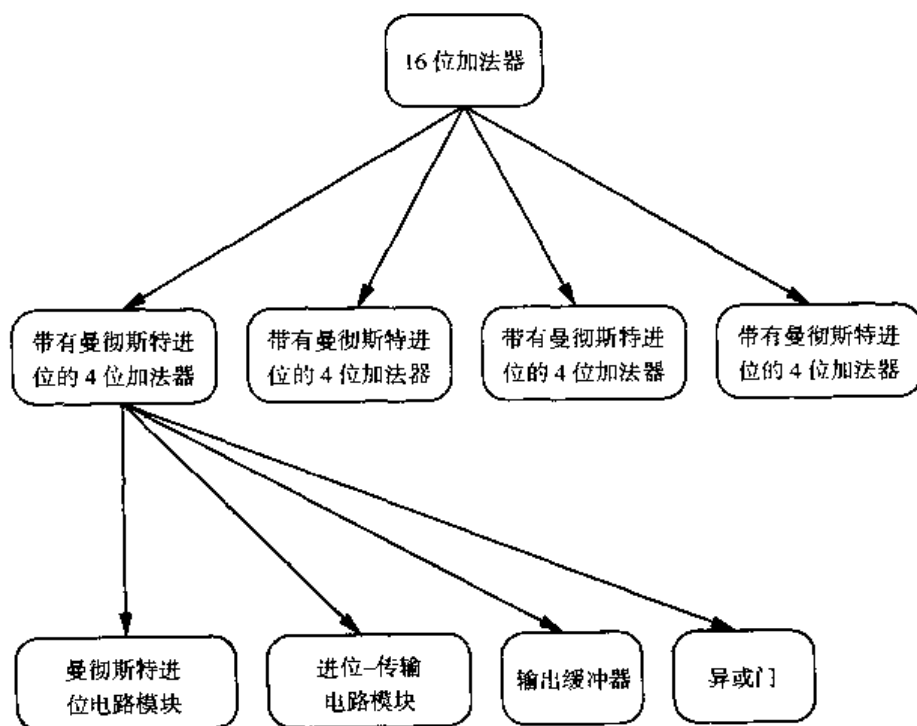 16位加法器
带有曼彻斯特进
位的4位加法器
带有曼彻斯特进
位的4位加法器
带有曼彻斯特进
位的4位加法器
带有曼彻斯特进
位的4位加法器
曼彻斯特进
位电路模块
进位-传输
电路模块
输出缓冲器
异或门